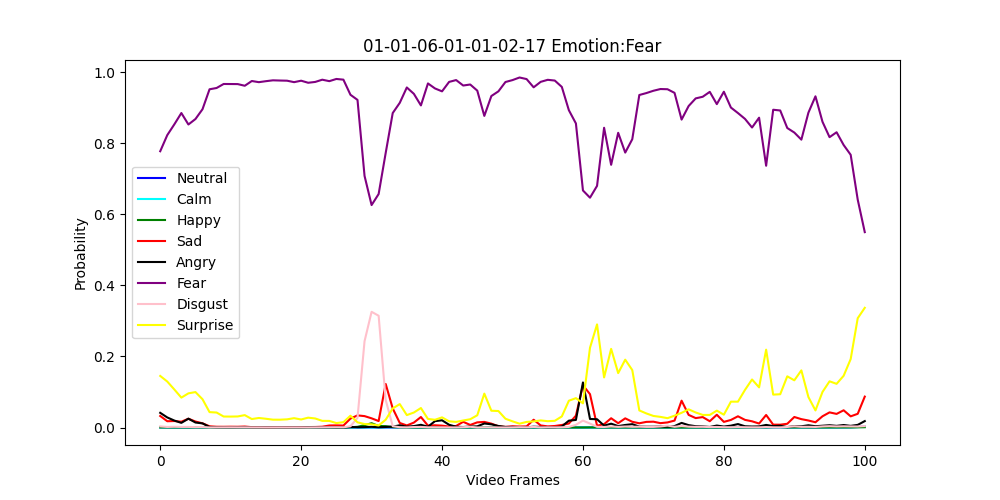 01-01-06-01-01-02-17 Emotion:Fear
1.0
0.8
0.6
0.4
0.2
0.0
Probability
Neutral
Calm
Happy
Sad
Angry
Fear
Disgust
Surprise
0 20 40 60 80 100
Video Frames